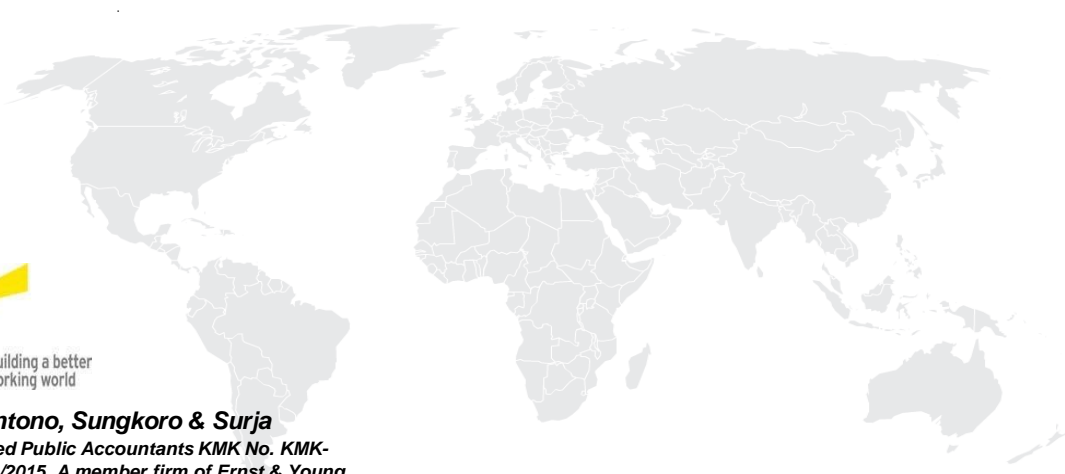 uilding a better
orking world
ntono, Sungkoro & Surja
ed Public Accountants KMK No. KMK-
/2015. A member firm of Ernst & Young